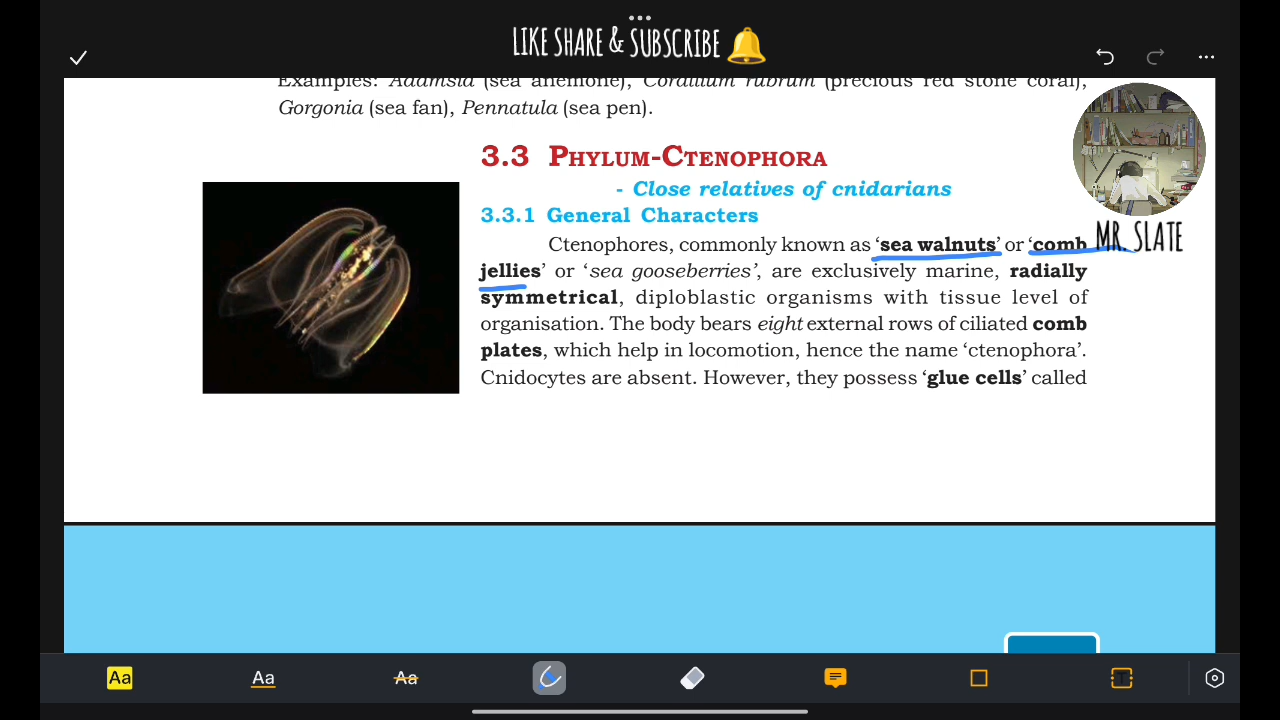 LIKE SHARE & SUBSCRIBE
Examples: Adamsia (sea anemone), Corallium rubrum (precious red stone coral),
Gorgonia (sea fan), Pennatula (sea pen).
3.3 PHYLUM-CTENOPHORA
- Close relatives of cnidarians
3.3.1 General Characters
Ctenophores, commonly known as ‘sea walnuts’ or ‘comb
jellies’ or ‘sea gooseberries’, are exclusively marine, radially
symmetrical, diploblastic organisms with tissue level of
organisation. The body bears eight external rows of ciliated comb
plates, which help in locomotion, hence the name ‘ctenophora’.
Cnidocytes are absent. However, they possess ‘glue cells’ called
MR. SLATE
Aa
Aa
Aa
T